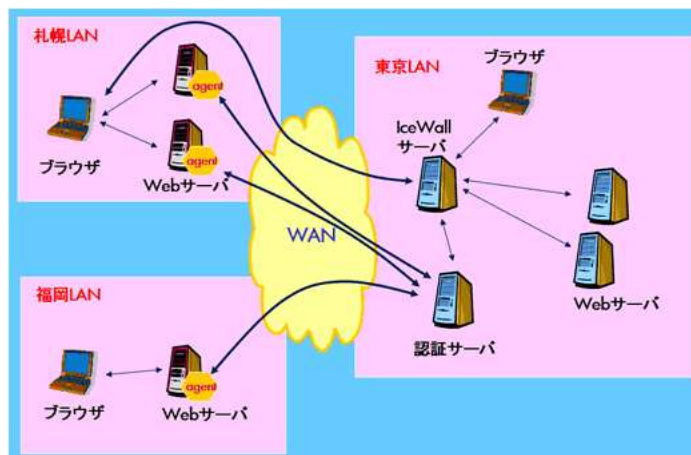 札幌LAN
agent
agent
ブラウザ
Webサーバ
WAN
福岡LAN
agent
ブラウザ
Webサーバ
東京LAN
ブラウザ
IceWall
サーバ
Webサーバ
認証サーバ